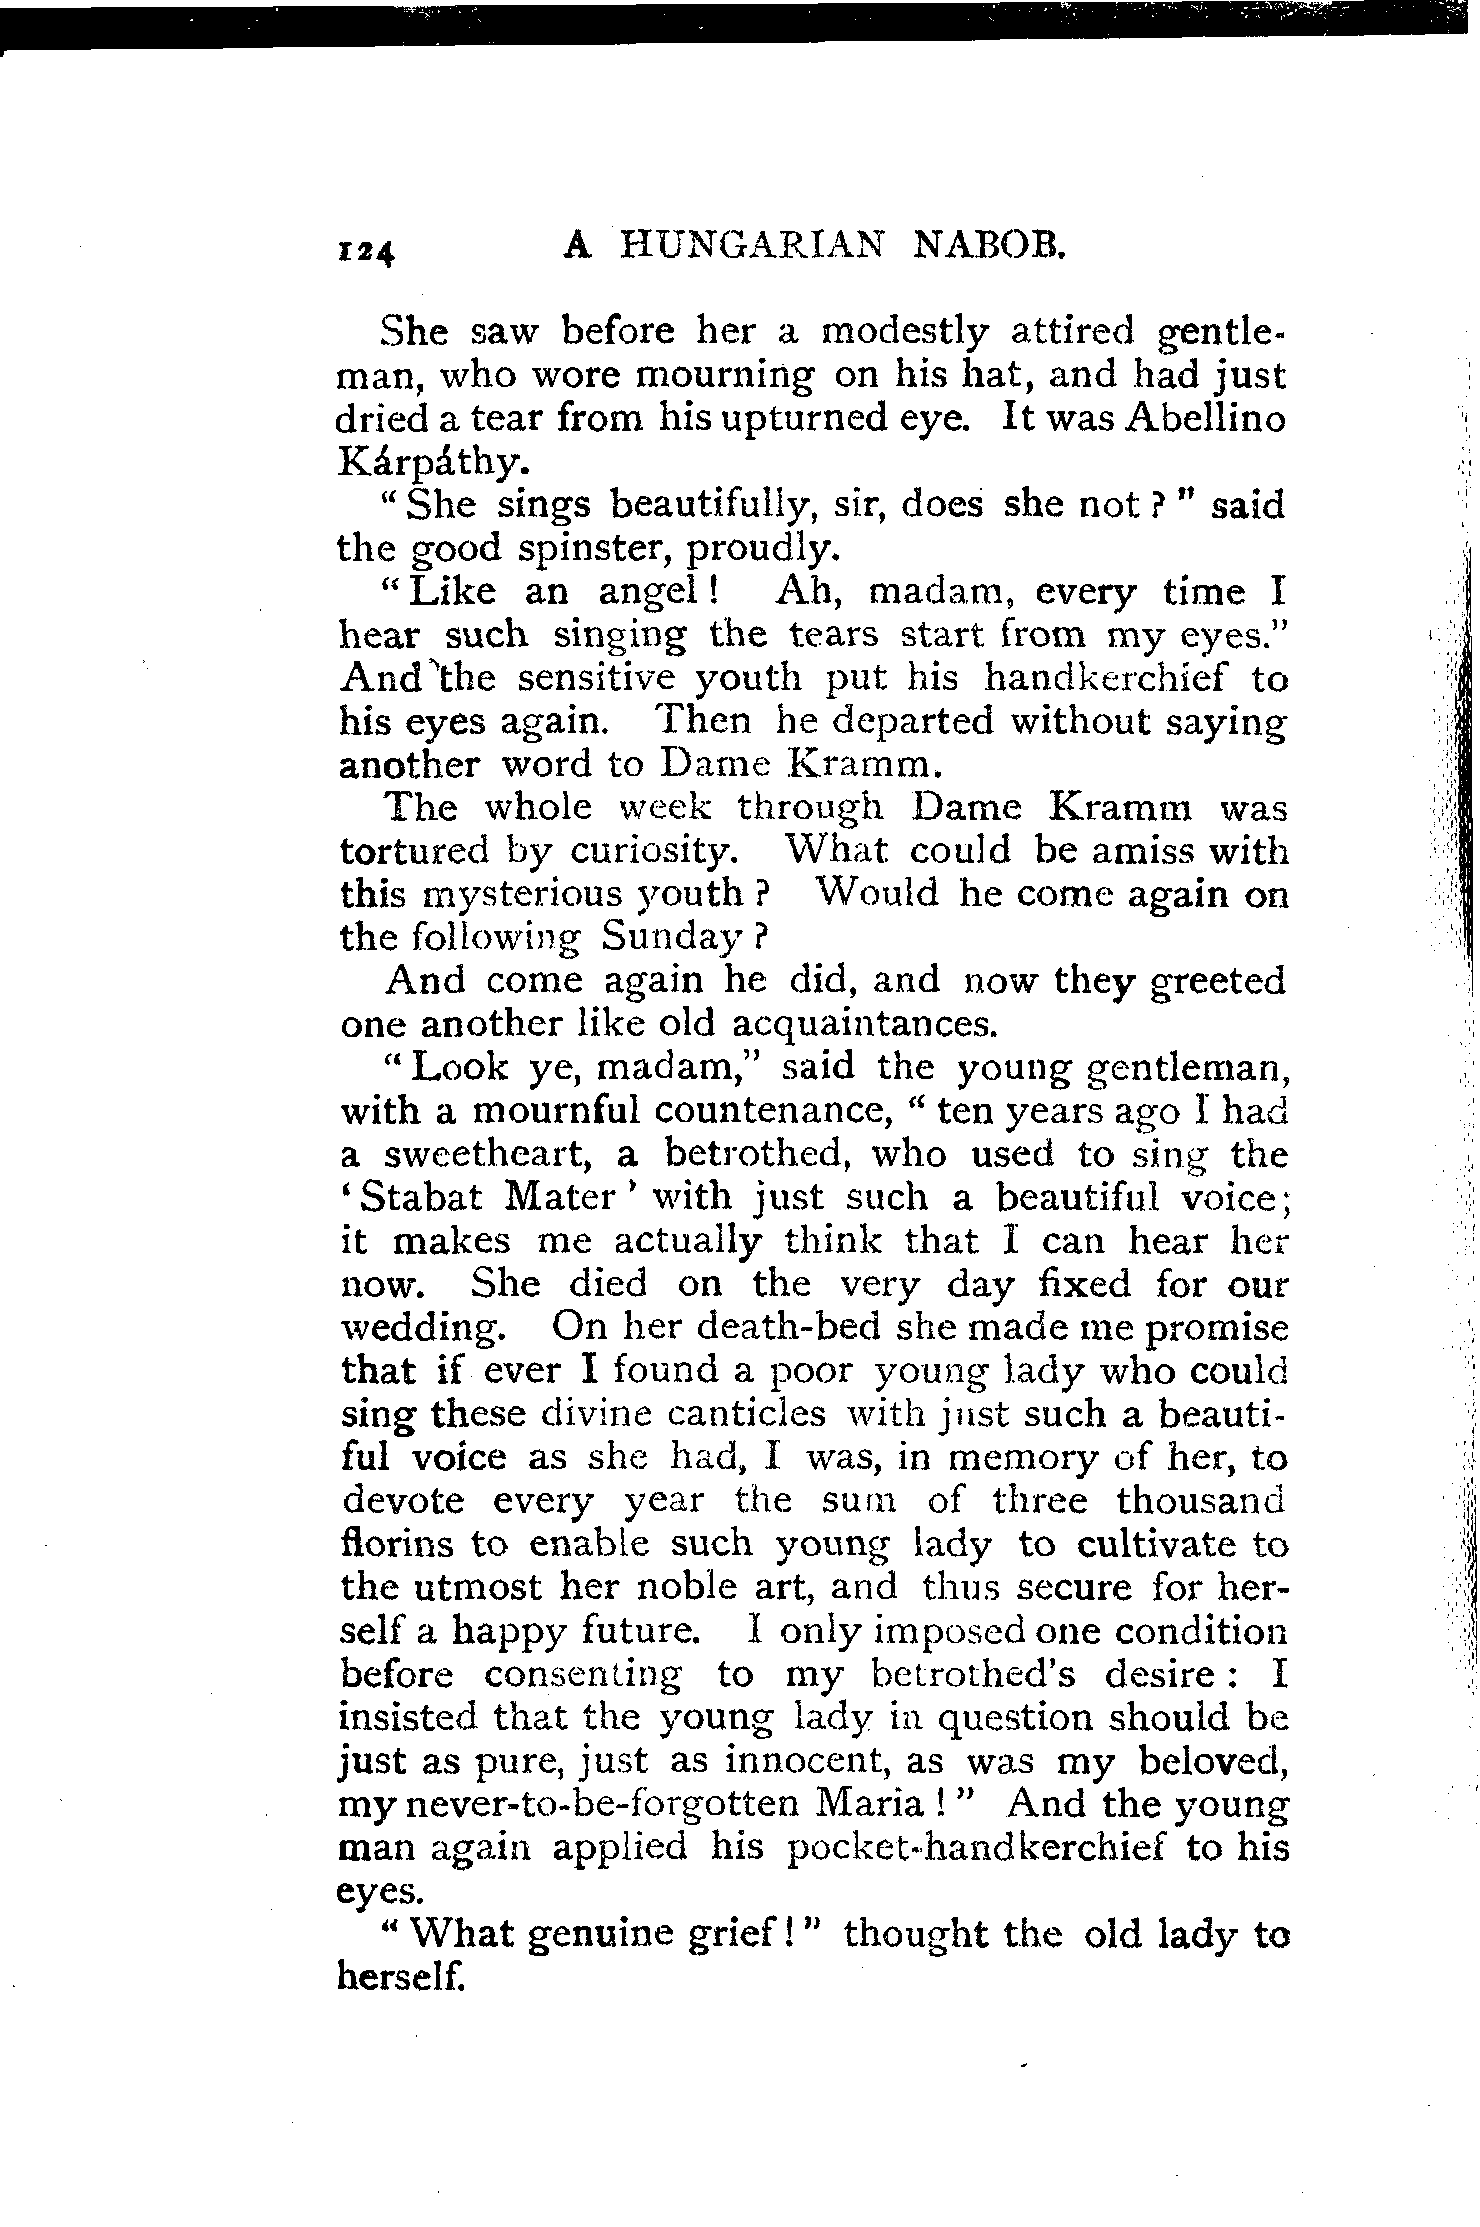 124 A HUNGARIAN NABOB.
She saw before her a modestly attired gentle-
man, who wore mourning on his hat, and had just
dried a tear from his upturned eye. It was Abellino
Kárpáthy.
“ She sings beautifully, sir, does she not ? ” said
the good spinster, proudly.
“ Like an angel ! Ah, madam, every time I
hear such singing the tears start from my eyes.”
And the sensitive youth put his handkerchief to
his eyes again. Then he departed without saying
another word to Dame Kramm.
The whole week through Dame Kramm was
tortured by curiosity. What could be amiss with
this mysterious youth ? Would he come again on
the following Sunday ?
And come again he did, and now they greeted
one another like old acquaintances.
“ Look ye, madam,” said the young gentleman,
with a mournful countenance, “ ten years ago I had
a sweetheart, a betrothed, who used to sing the
‘ Stabat Mater ’ with just such a beautiful voice;
it makes me actually think that I can hear her
now. She died on the very day fixed for our
wedding. On her death-bed she made me promise
that if ever I found a poor young lady who could
sing these divine canticles with just such a beauti-
ful voice as she had, I was, in memory of her, to
devote every year the sum of three thousand
florins to enable such young lady to cultivate to
the utmost her noble art, and thus secure for her-
self a happy future. I only imposed one condition
before consenting to my betrothed’s desire : I
insisted that the young lady in question should be
just as pure, just as innocent, as was my beloved,
my never-to-be-forgotten Maria ! ” And the young
man again applied his pocket-handkerchief to his
eyes.
“ What genuine grief ! ” thought the old lady to
herself.